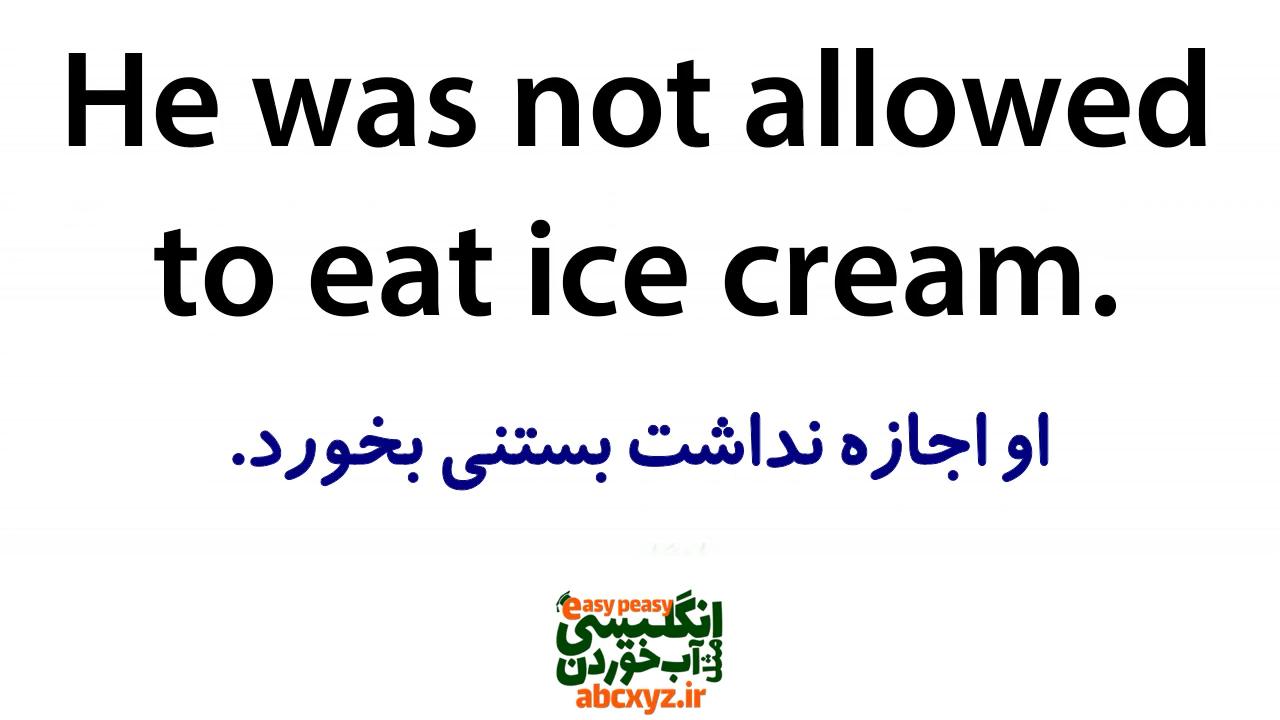 He was not allowed
to eat ice cream.
او اجازه نداشت بستنی بخورد.
easy peasy
انگلیسی
مثل آب خوردن
abcxyz.ir